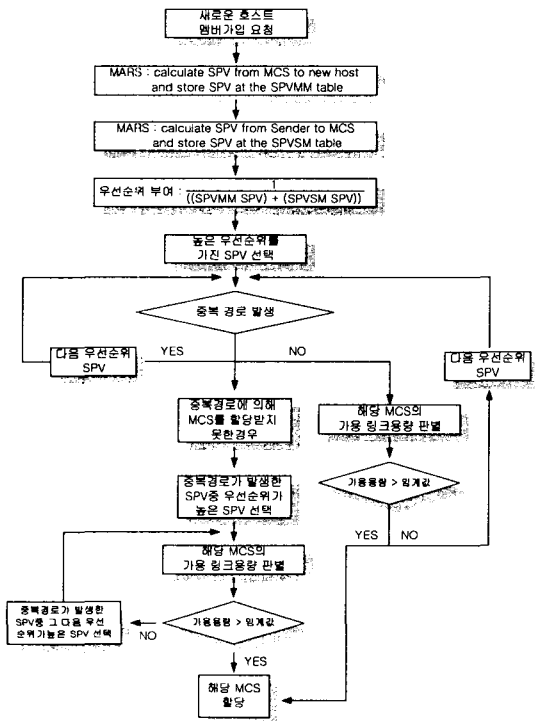 새로운 호스트
멤버가입 요청
MARS : calculate SPV from MCS to new host
and store SPV at the SPVMM table
MARS : calculate SPV from Sender to MCS
and store SPV at the SPVSM table
우선순위 부여 : 1
((SPVMM SPV) + (SPVSM SPV))
높은 우선순위를
가진 SPV 선택
중복 경로 발생
다음 우선순위
SPV
YES
NO
다음 우선순위
SPV
중복경로에 의해
MCS를 할당받지
못한경우
해당 MCS의
가용 링크용량 판별
중복경로가 발생한
SPV중 우선순위가
높은 SPV 선택
가용용량 > 임계값
YES
NO
해당 MCS의
가용 링크용량 판별
중복경로가 발생한
SPV중 그 다음 우선
순위가높은 SPV 선택
NO
가용용량 > 임계값
YES
해당 MCS
할당